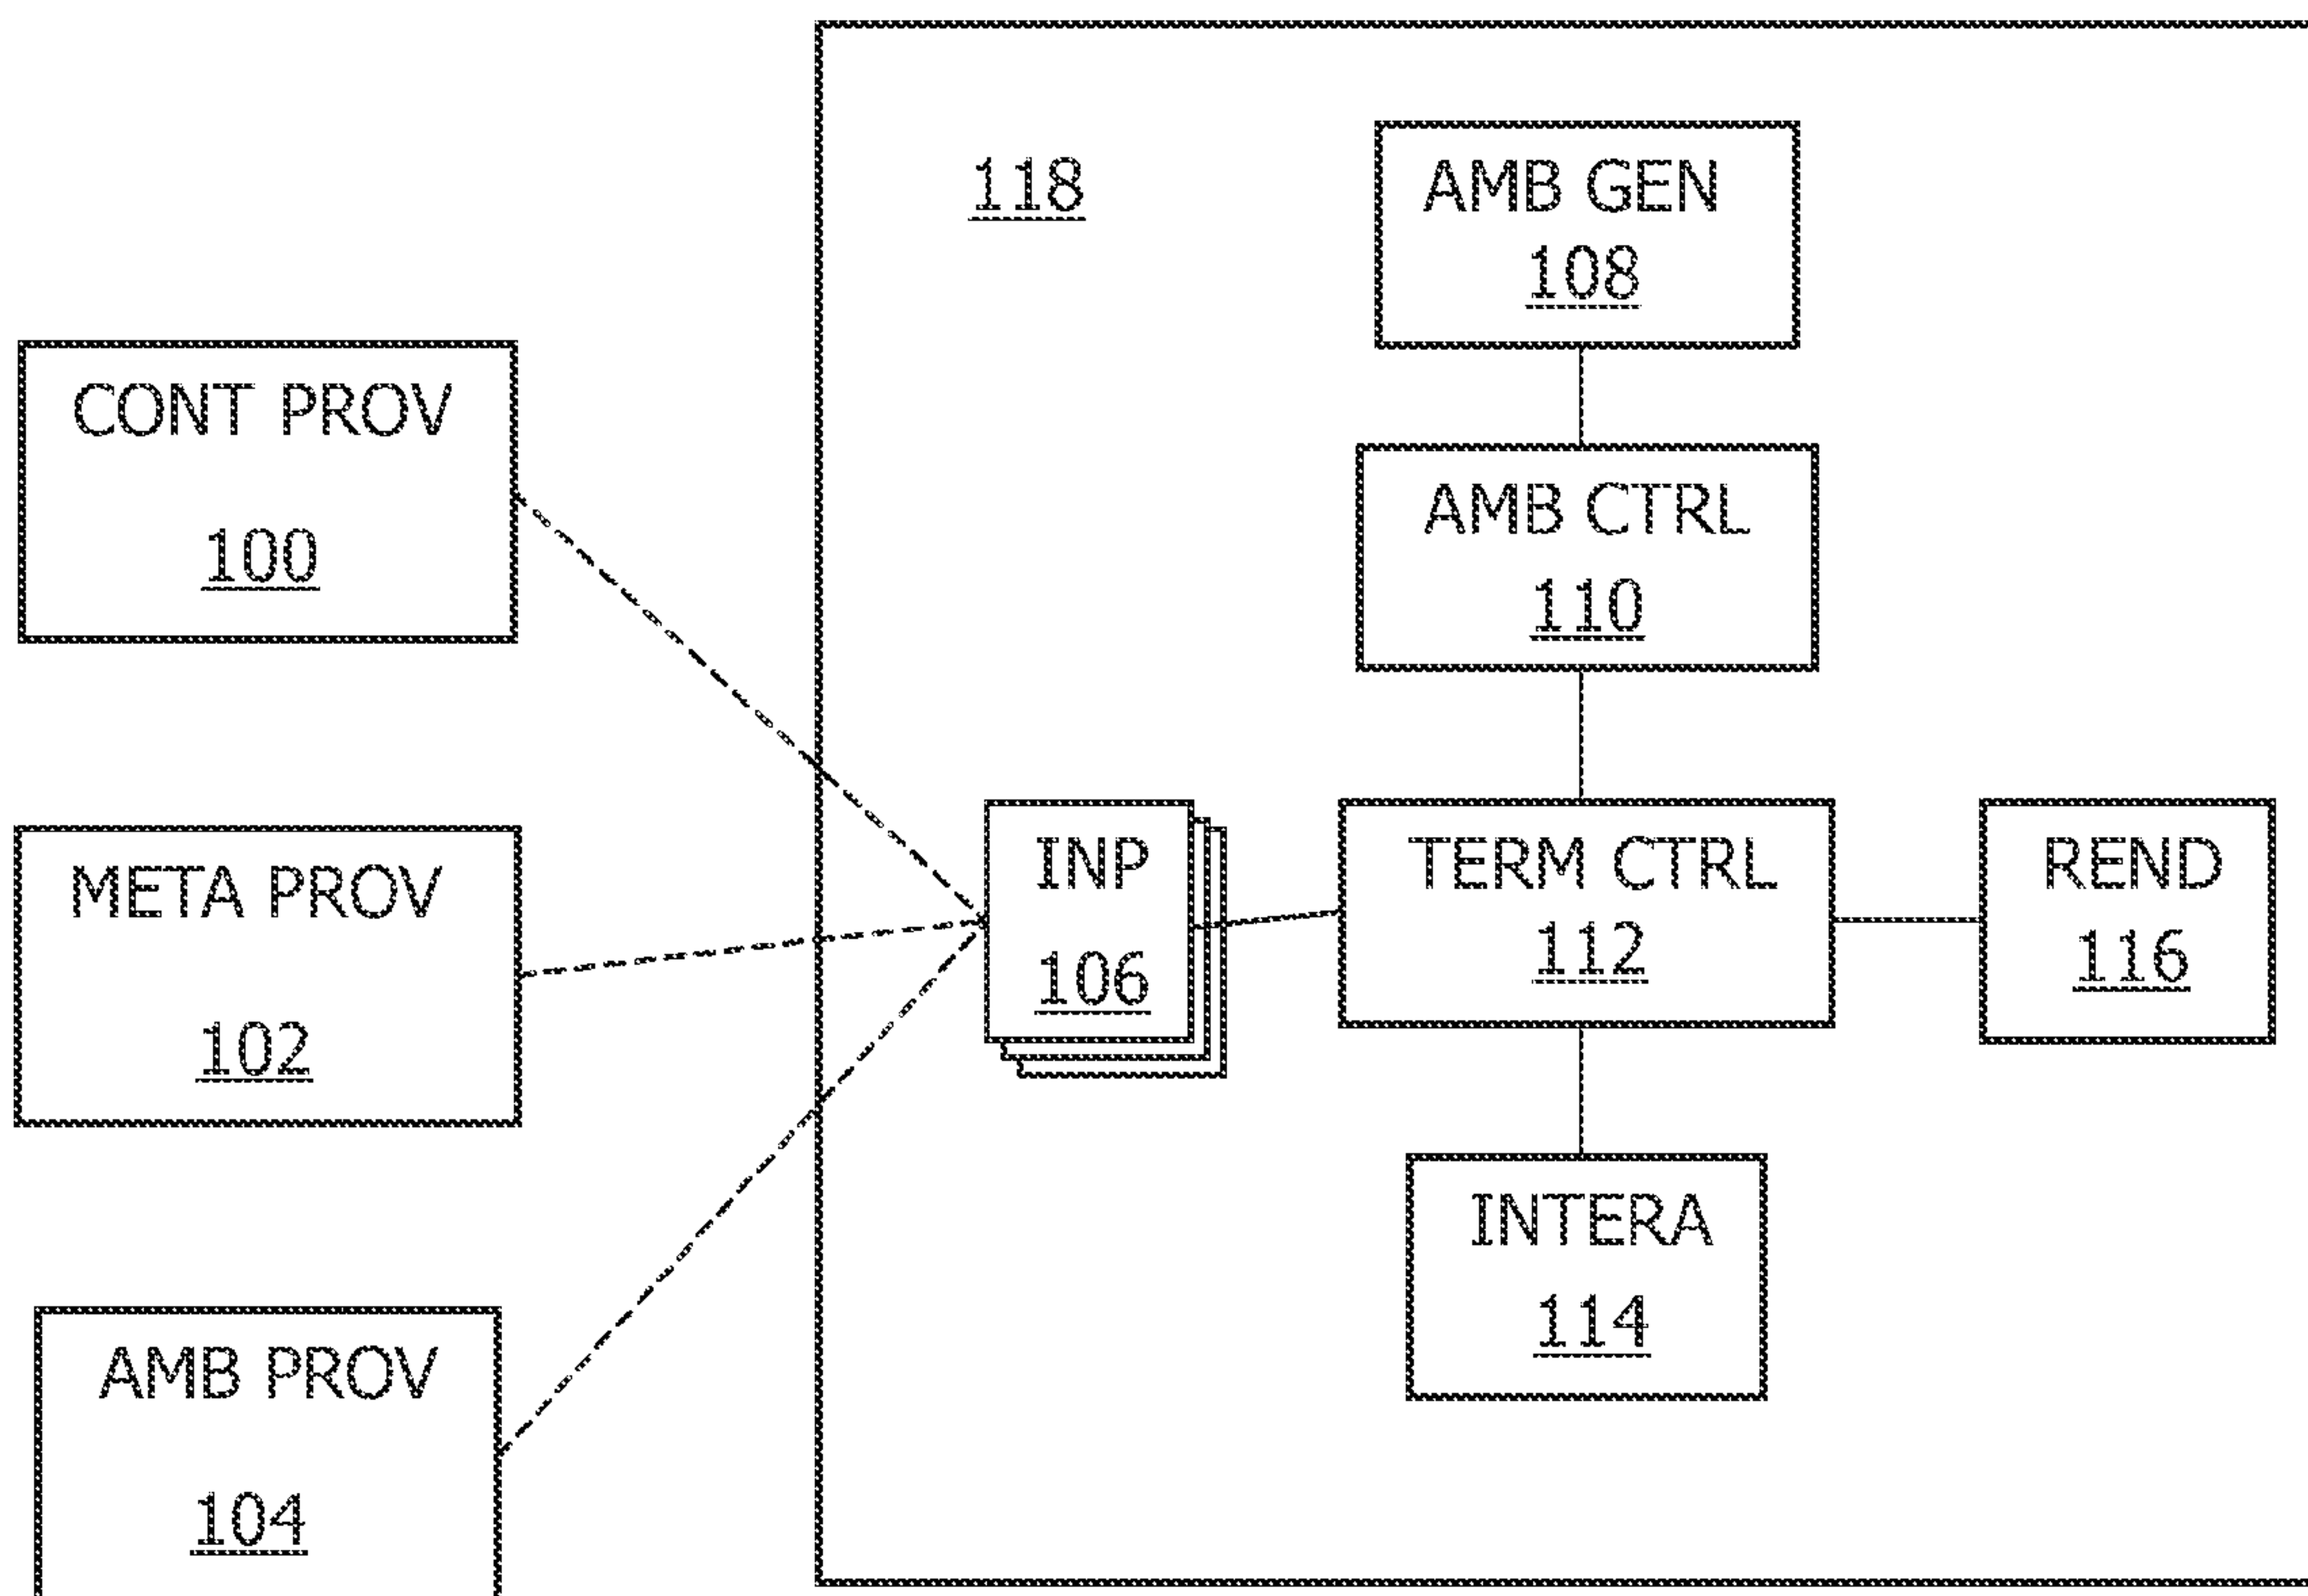 118
AMB GEN
108
CONT PROV
100
AMB CTRL
110
META PROV
102
INP
106
TERM CTRL
112
REND
116
INTERA
114
AMB PROV
104